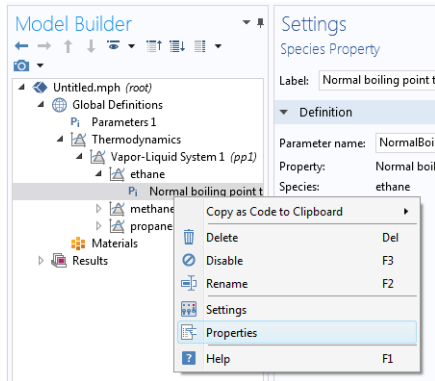 Model Builder
Untitled.mph (root)
Global Definitions
Pi Parameters 1
Thermodynamics
Vapor-Liquid System 1 (pp1)
ethane
Pi Normal boiling point t
methane
propane
Materials
Results
Copy as Code to Clipboard
Delete Del
Disable F3
Rename F2
Settings
Properties
? Help F1
Settings
Species Property
Label: Normal boiling point t
Definition
Parameter name: NormalBoi
Property: Normal boil
Species: ethane